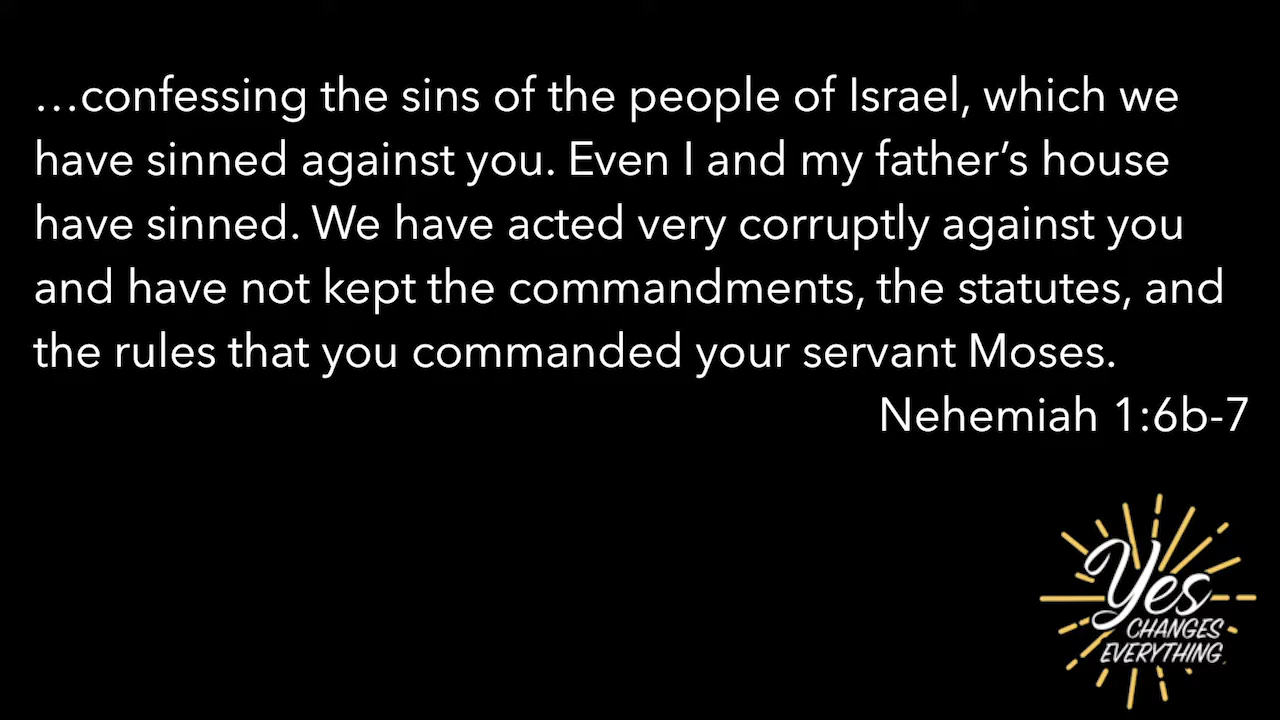 …confessing the sins of the people of Israel, which we
have sinned against you. Even I and my father’s house
have sinned. We have acted very corruptly against you
and have not kept the commandments, the statutes, and
the rules that you commanded your servant Moses.
Nehemiah 1:6b-7
Yes
CHANGES
EVERYTHING.